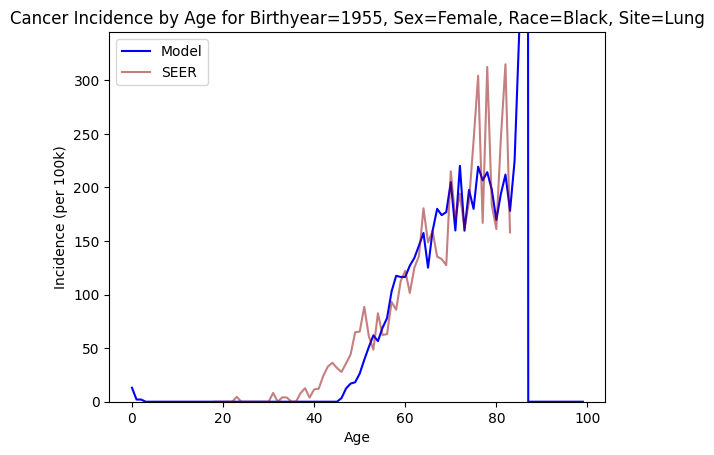 Cancer Incidence by Age for Birthyear=1955, Sex=Female, Race=Black, Site=Lung
Model
SEER
Incidence (per 100k)
300
250
200
150
100
50
0
0 20 40 60 80 100
Age